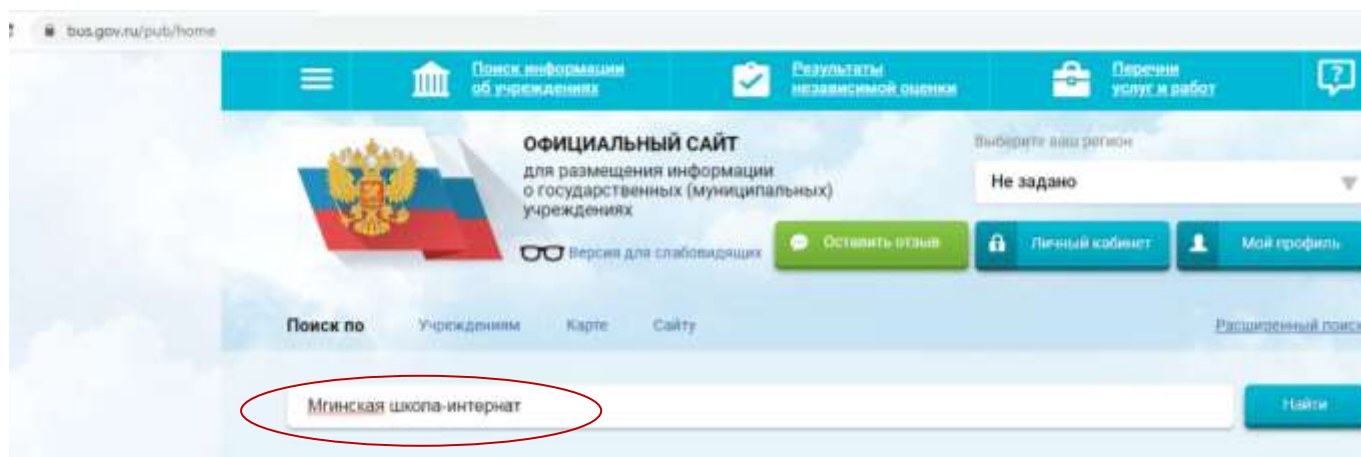 bus.gov.ru/pub/home
Поиск информации
об учреждениях
Результаты
независимой оценки
Перечни
услуг и работ
ОФИЦИАЛЬНЫЙ САЙТ
для размещения информации
о государственных (муниципальных)
учреждениях
Версия для слабовидящих
Оставить отзыв
Выберите ваш регион
Не задано
Личный кабинет
Мой профиль
Поиск по Учреждениям Карте Сайту Расширенный поиск
Мгинская школа-интернат
Найти